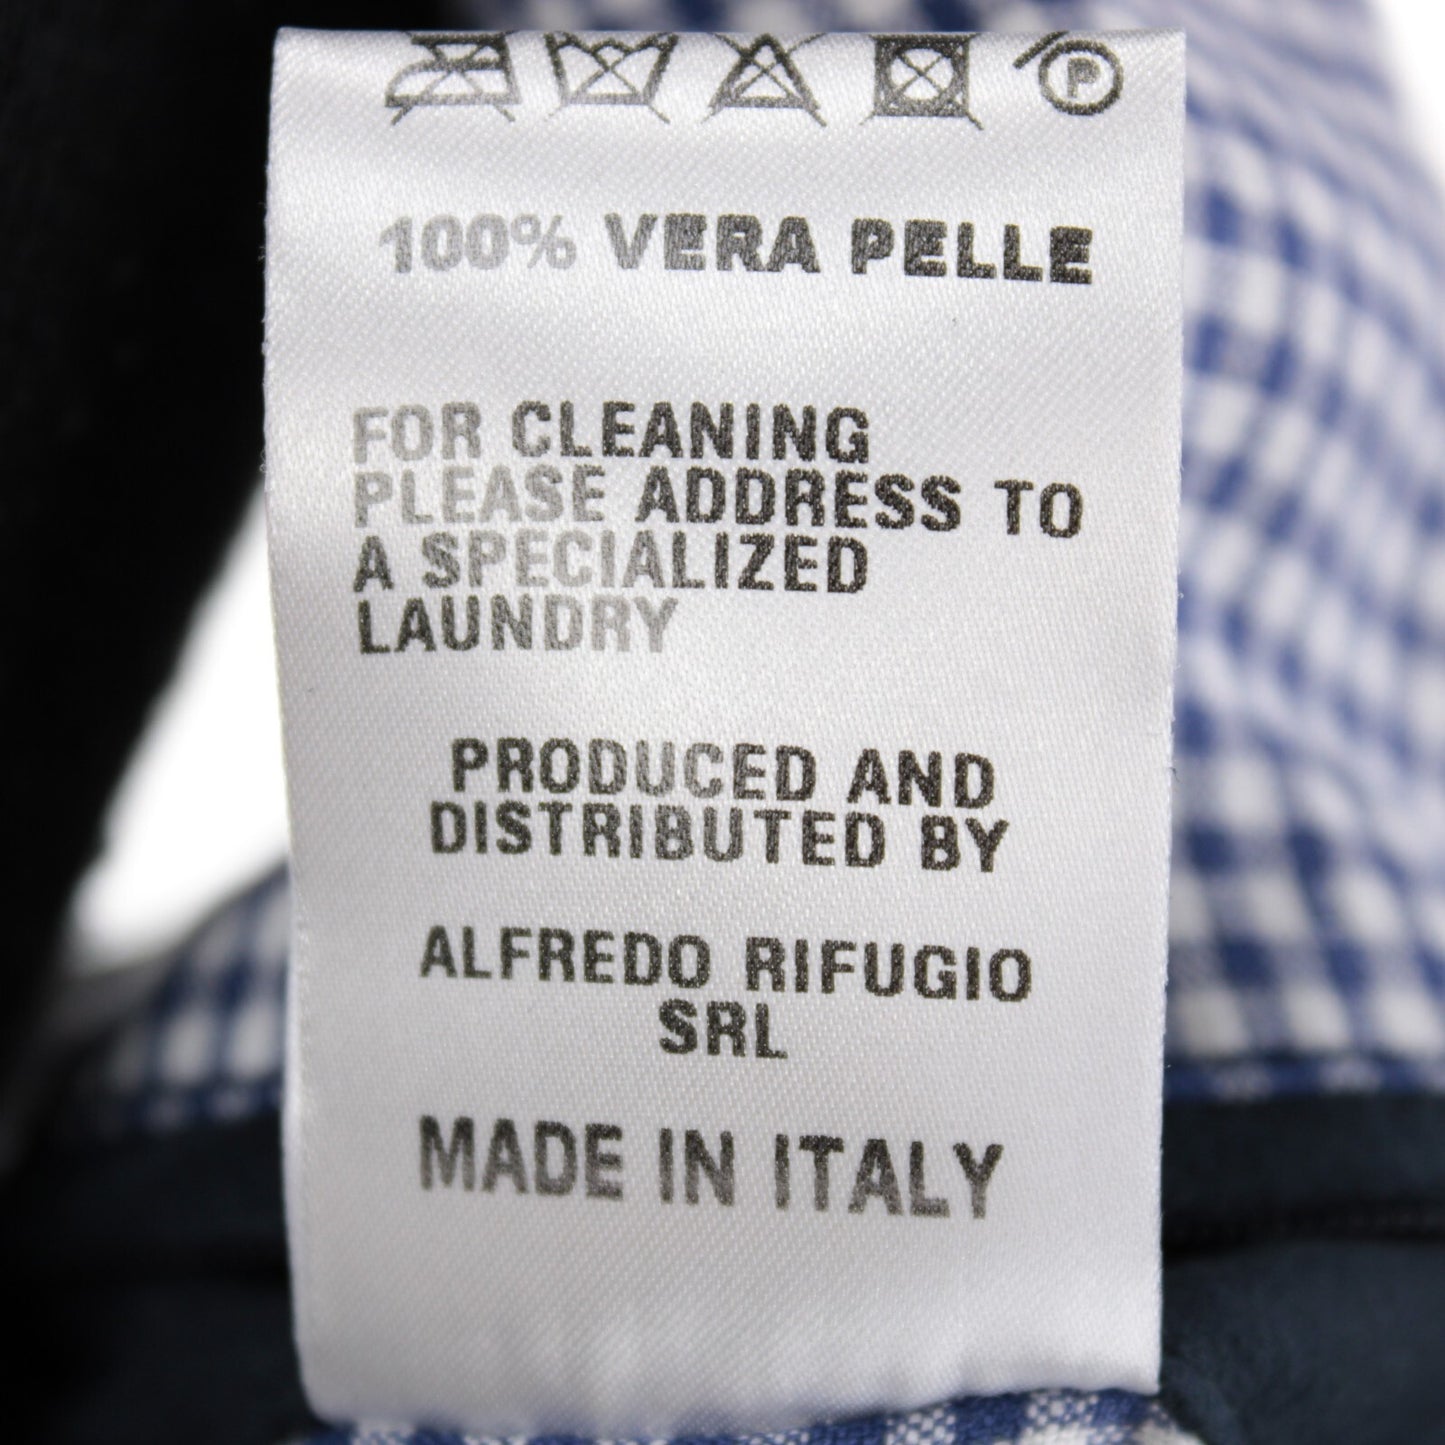 P
100% VERA PELLE
FOR CLEANING
PLEASE ADDRESS TO
A SPECIALIZED
LAUNDRY
PRODUCED AND
DISTRIBUTED BY
ALFREDO RIFUGIO
SRL
MADE IN ITALY